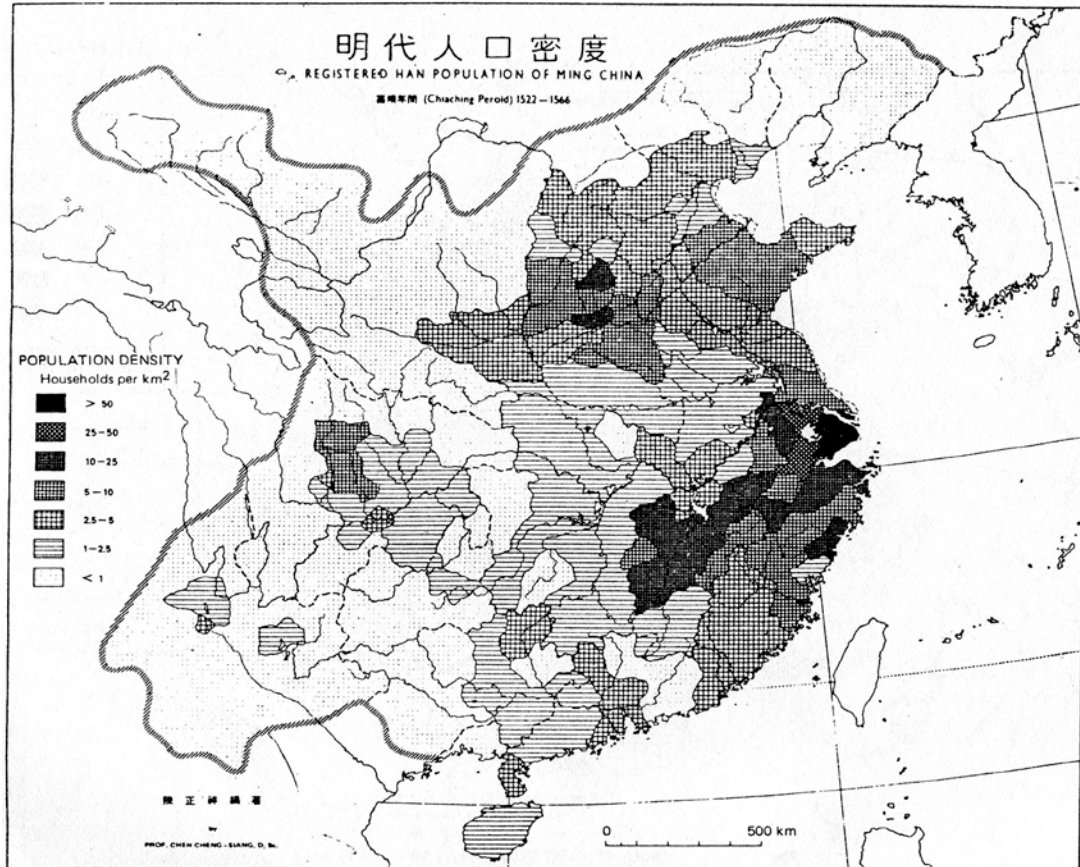 明代人口密度
REGISTERED HAN POPULATION OF MING CHINA
嘉靖年間 (Chiaching Peroid) 1522–1566
POPULATION DENSITY
Households per km²
> 50
25–50
10–25
5–10
2.5–5
1–2.5
< 1
陳正祥編著
by
PROF. CHEN CHENG-SIANG, D. Sc.
0 500 km